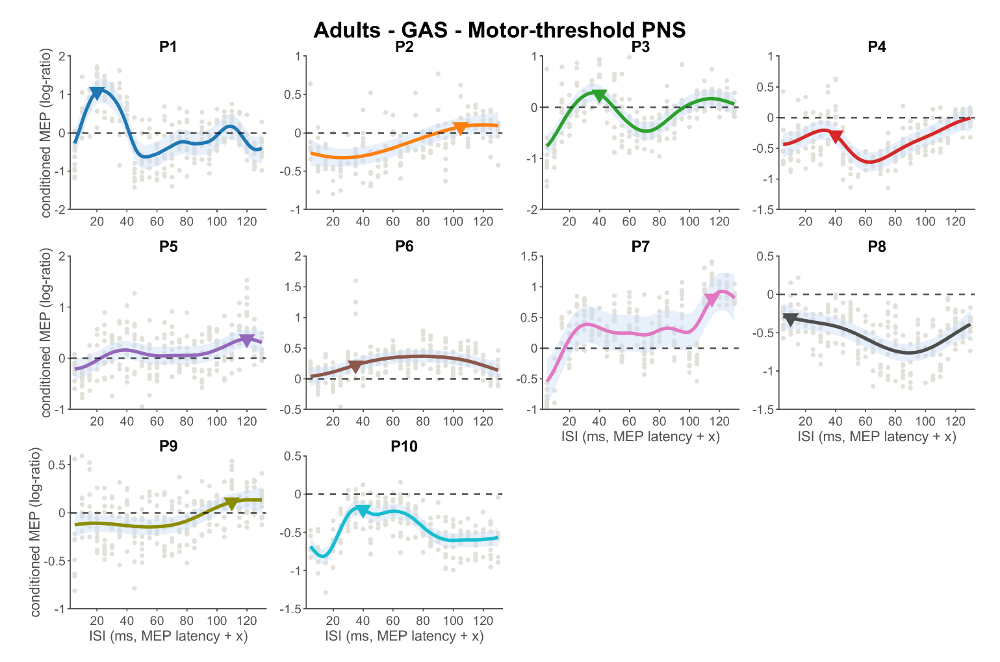 Adults - GAS - Motor-threshold PNS
P1
P2
P3
P4
conditioned MEP (log-ratio)
2
1
0
-1
-2
20 40 60 80 100 120
1
0.5
0
-0.5
-1
20 40 60 80 100 120
1
0
-1
-2
20 40 60 80 100 120
1
0.5
0
-0.5
-1
-1.5
20 40 60 80 100 120
P5
P6
P7
P8
conditioned MEP (log-ratio)
2
1
0
-1
20 40 60 80 100 120
2
1.5
1
0.5
0
-0.5
20 40 60 80 100 120
1.5
1
0.5
0
-0.5
-1
20 40 60 80 100 120
ISI (ms, MEP latency + x)
0.5
0
-0.5
-1
-1.5
20 40 60 80 100 120
ISI (ms, MEP latency + x)
P9
P10
conditioned MEP (log-ratio)
0.5
0
-0.5
-1
20 40 60 80 100 120
ISI (ms, MEP latency + x)
0.5
0
-0.5
-1
-1.5
20 40 60 80 100 120
ISI (ms, MEP latency + x)